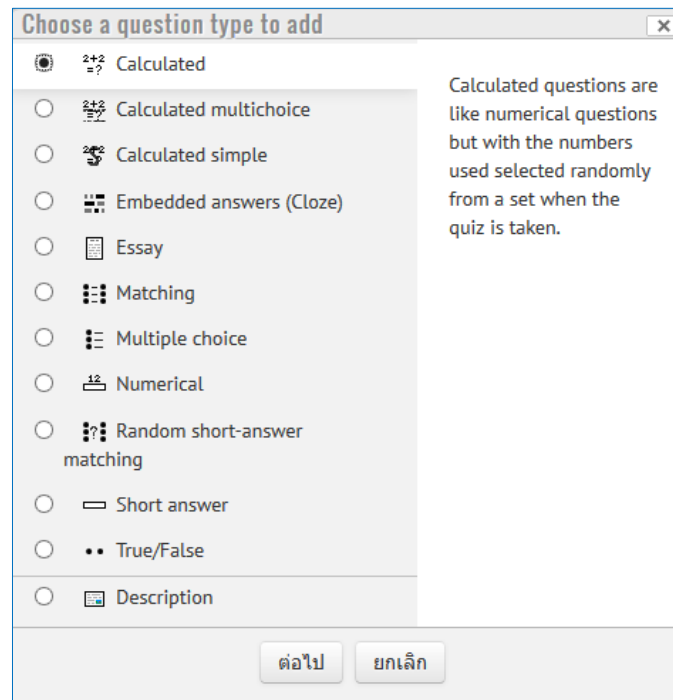 Choose a question type to add
Calculated
Calculated multichoice
Calculated simple
Embedded answers (Cloze)
Essay
Matching
Multiple choice
Numerical
Random short-answer
matching
Short answer
True/False
Description
Calculated questions are
like numerical questions
but with the numbers
used selected randomly
from a set when the
quiz is taken.
ต่อไป
ยกเลิก